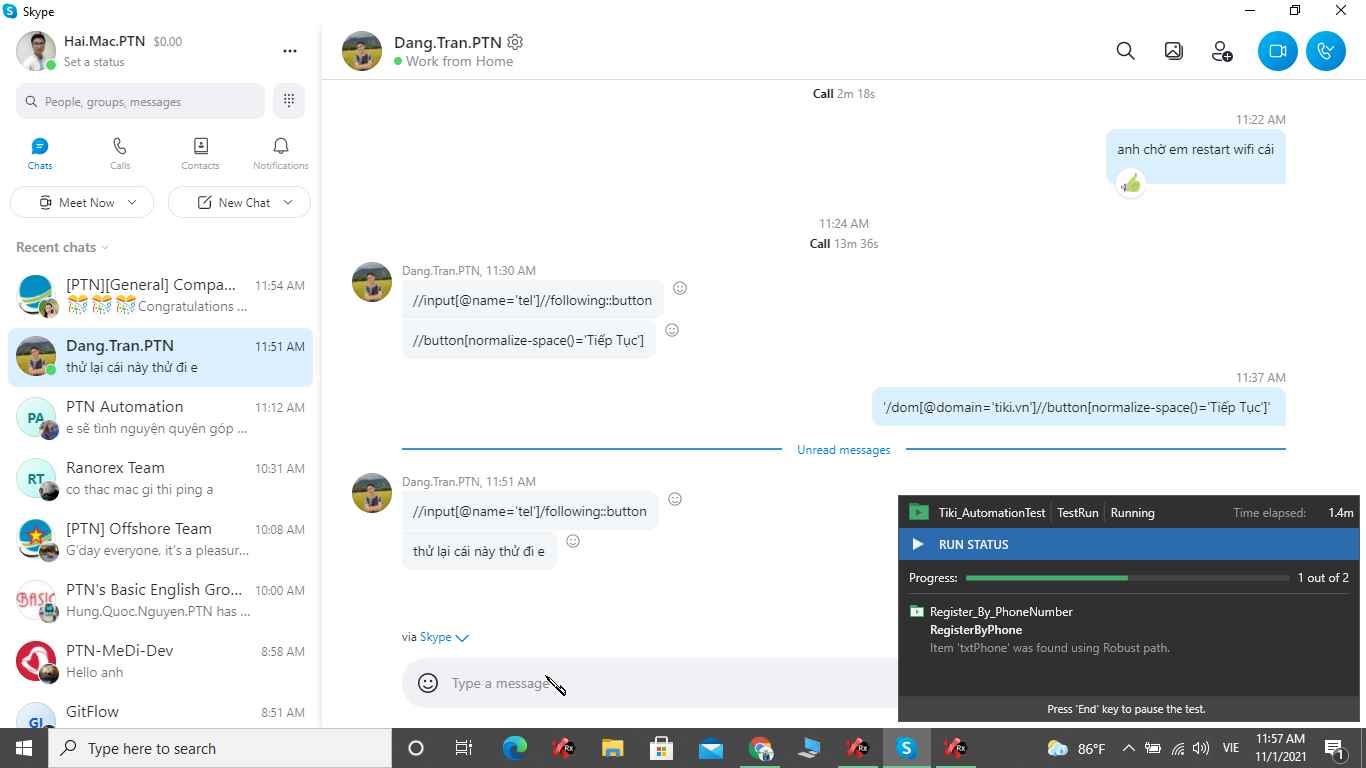 Skype
Hai.Mac.PTN $0.00
Set a status
People, groups, messages
Chats
Calls
Contacts
Notifications
Meet Now
New Chat
Recent chats
[PTN][General] Compa... 11:54 AM
Congratulations ...
Dang.Tran.PTN 11:51 AM
thử lại cái này thử đi e
PA
PTN Automation 11:12 AM
e sẽ tình nguyện quyên góp ...
RT
Ranorex Team 10:31 AM
co thac mac gi thi ping a
[PTN] Offshore Team 10:08 AM
G'day everyone, it's a pleasur...
BASIC
PTN's Basic English Gro... 10:00 AM
Hung.Quoc.Nguyen.PTN has ...
PTN-MeDi-Dev 8:58 AM
Hello anh
GI
GitFlow 8:51 AM
Dang.Tran.PTN
Work from Home
Call 2m 18s
11:22 AM
anh chờ em restart wifi cái
11:24 AM
Call 13m 36s
Dang.Tran.PTN, 11:30 AM
//input[@name='tel']//following::button
//button[normalize-space()='Tiếp Tục']
11:37 AM
'/dom[@domain='tiki.vn']//button[normalize-space()='Tiếp Tục']'
Unread messages
Dang.Tran.PTN, 11:51 AM
//input[@name='tel']/following::button
thử lại cái này thử đi e
via Skype
Type a message
Tiki_AutomationTest TestRun Running Time elapsed: 1.4m
RUN STATUS
Progress: 1 out of 2
Register_By_PhoneNumber
RegisterByPhone
Item 'txtPhone' was found using Robust path.
Press 'End' key to pause the test.
Type here to search
Rx
Rx
Rx
86°F
VIE
11:57 AM
11/1/2021
1